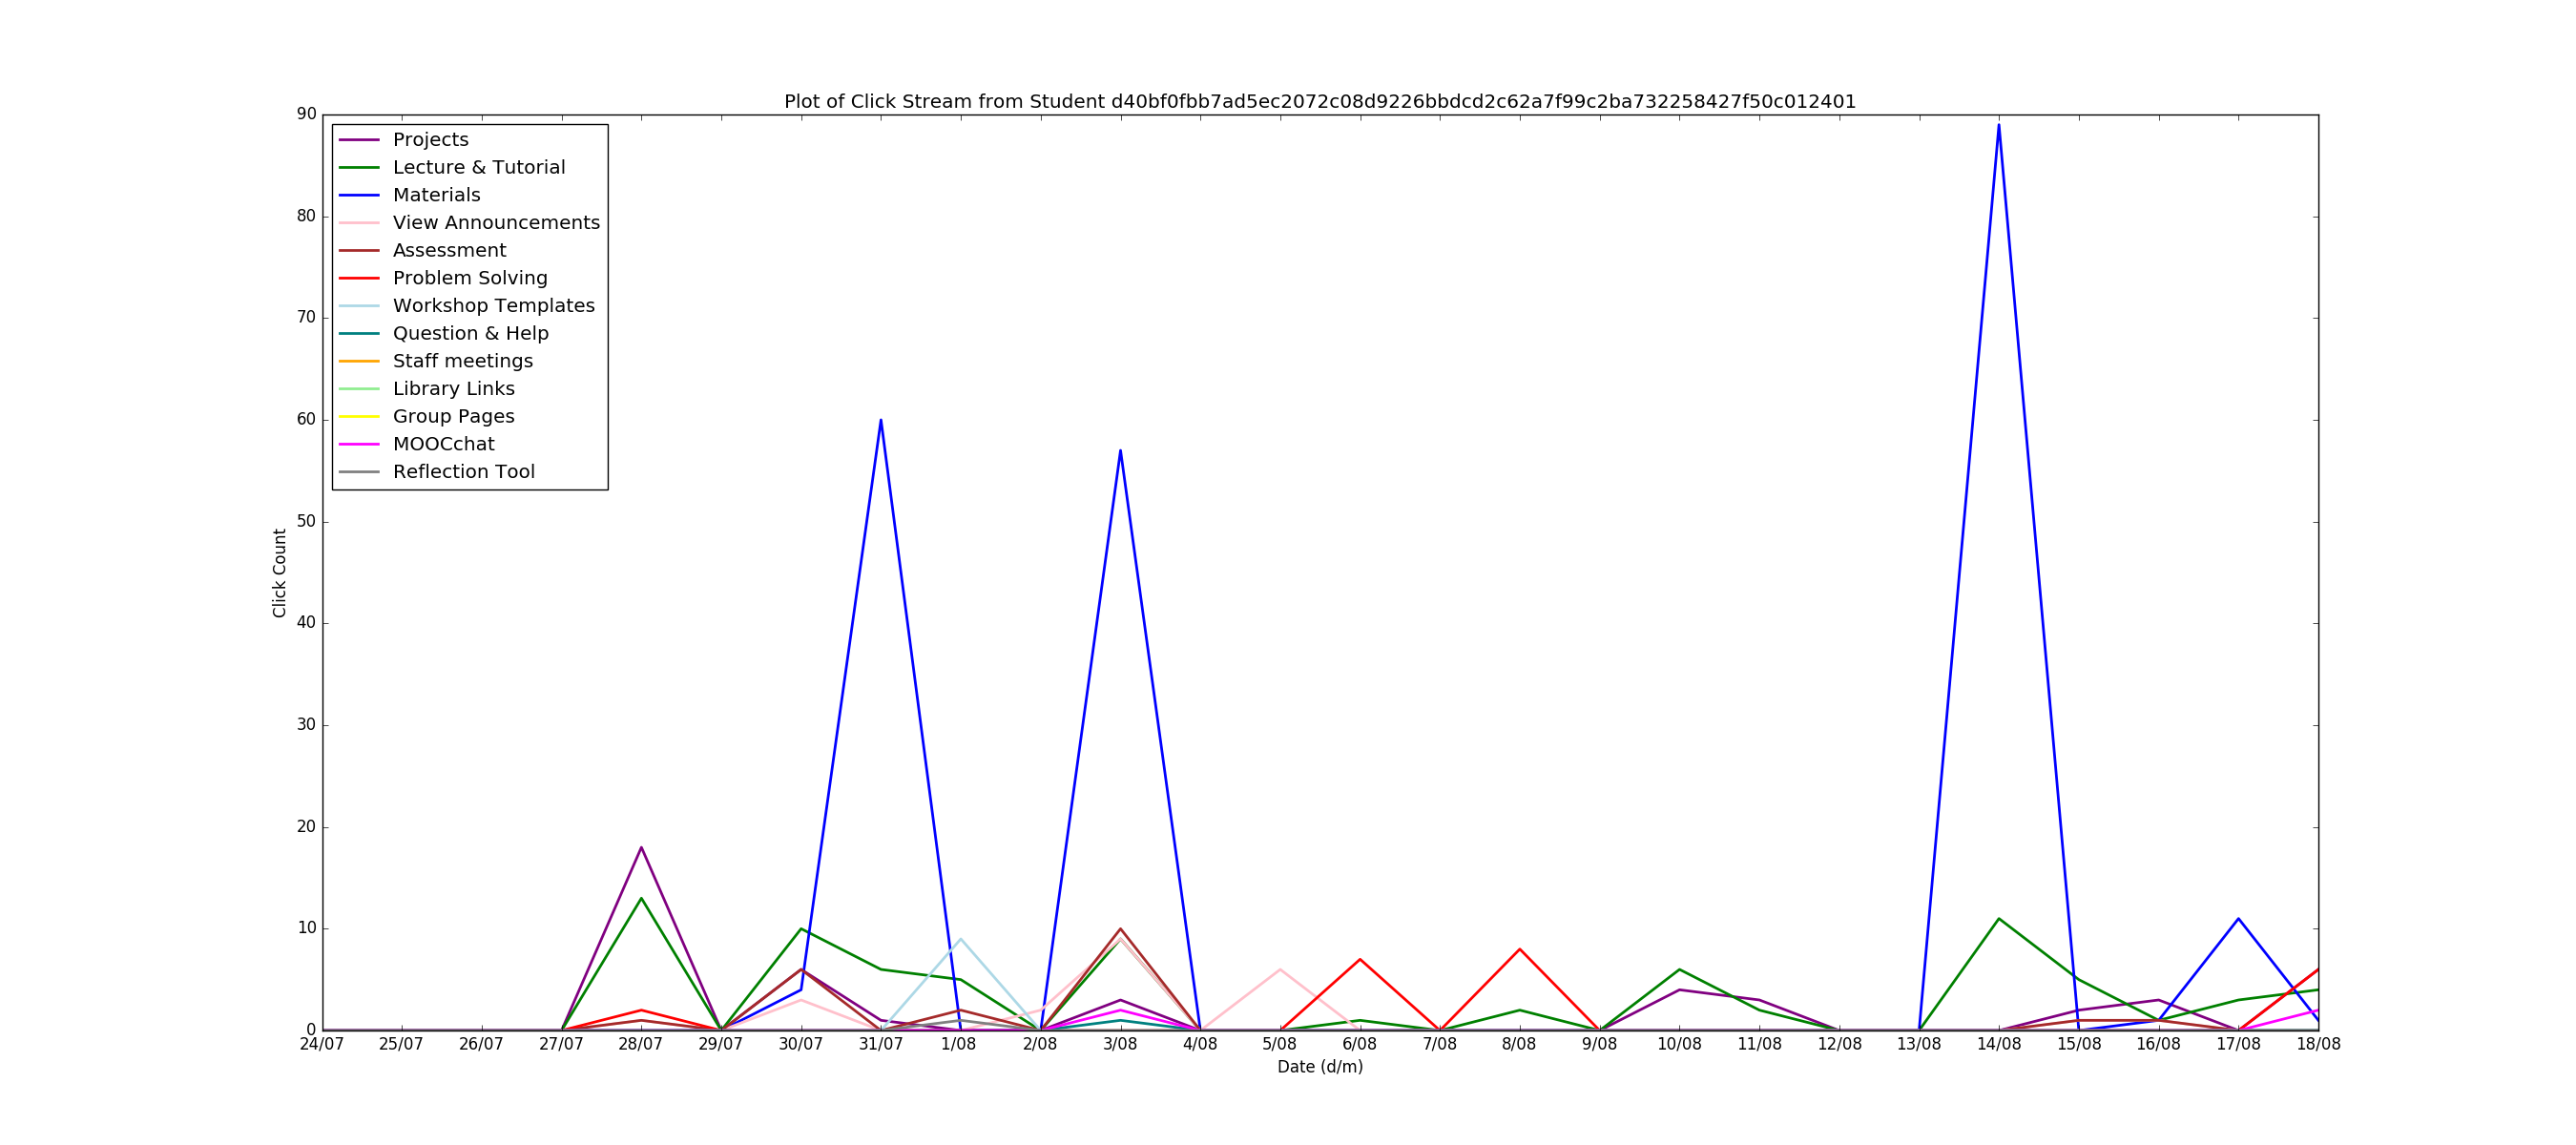 Plot of Click Stream from Student d40bf0fbb7ad5ec2072c08d9226bbdcd2c62a7f99c2ba732258427f50c012401
90
80
70
60
50
40
30
20
10
0
Click Count
Projects
Lecture & Tutorial
Materials
View Announcements
Assessment
Problem Solving
Workshop Templates
Question & Help
Staff meetings
Library Links
Group Pages
MOOCchat
Reflection Tool
24/07 25/07 26/07 27/07 28/07 29/07 30/07 31/07 1/08 2/08 3/08 4/08 5/08 6/08 7/08 8/08 9/08 10/08 11/08 12/08 13/08 14/08 15/08 16/08 17/08 18/08
Date (d/m)